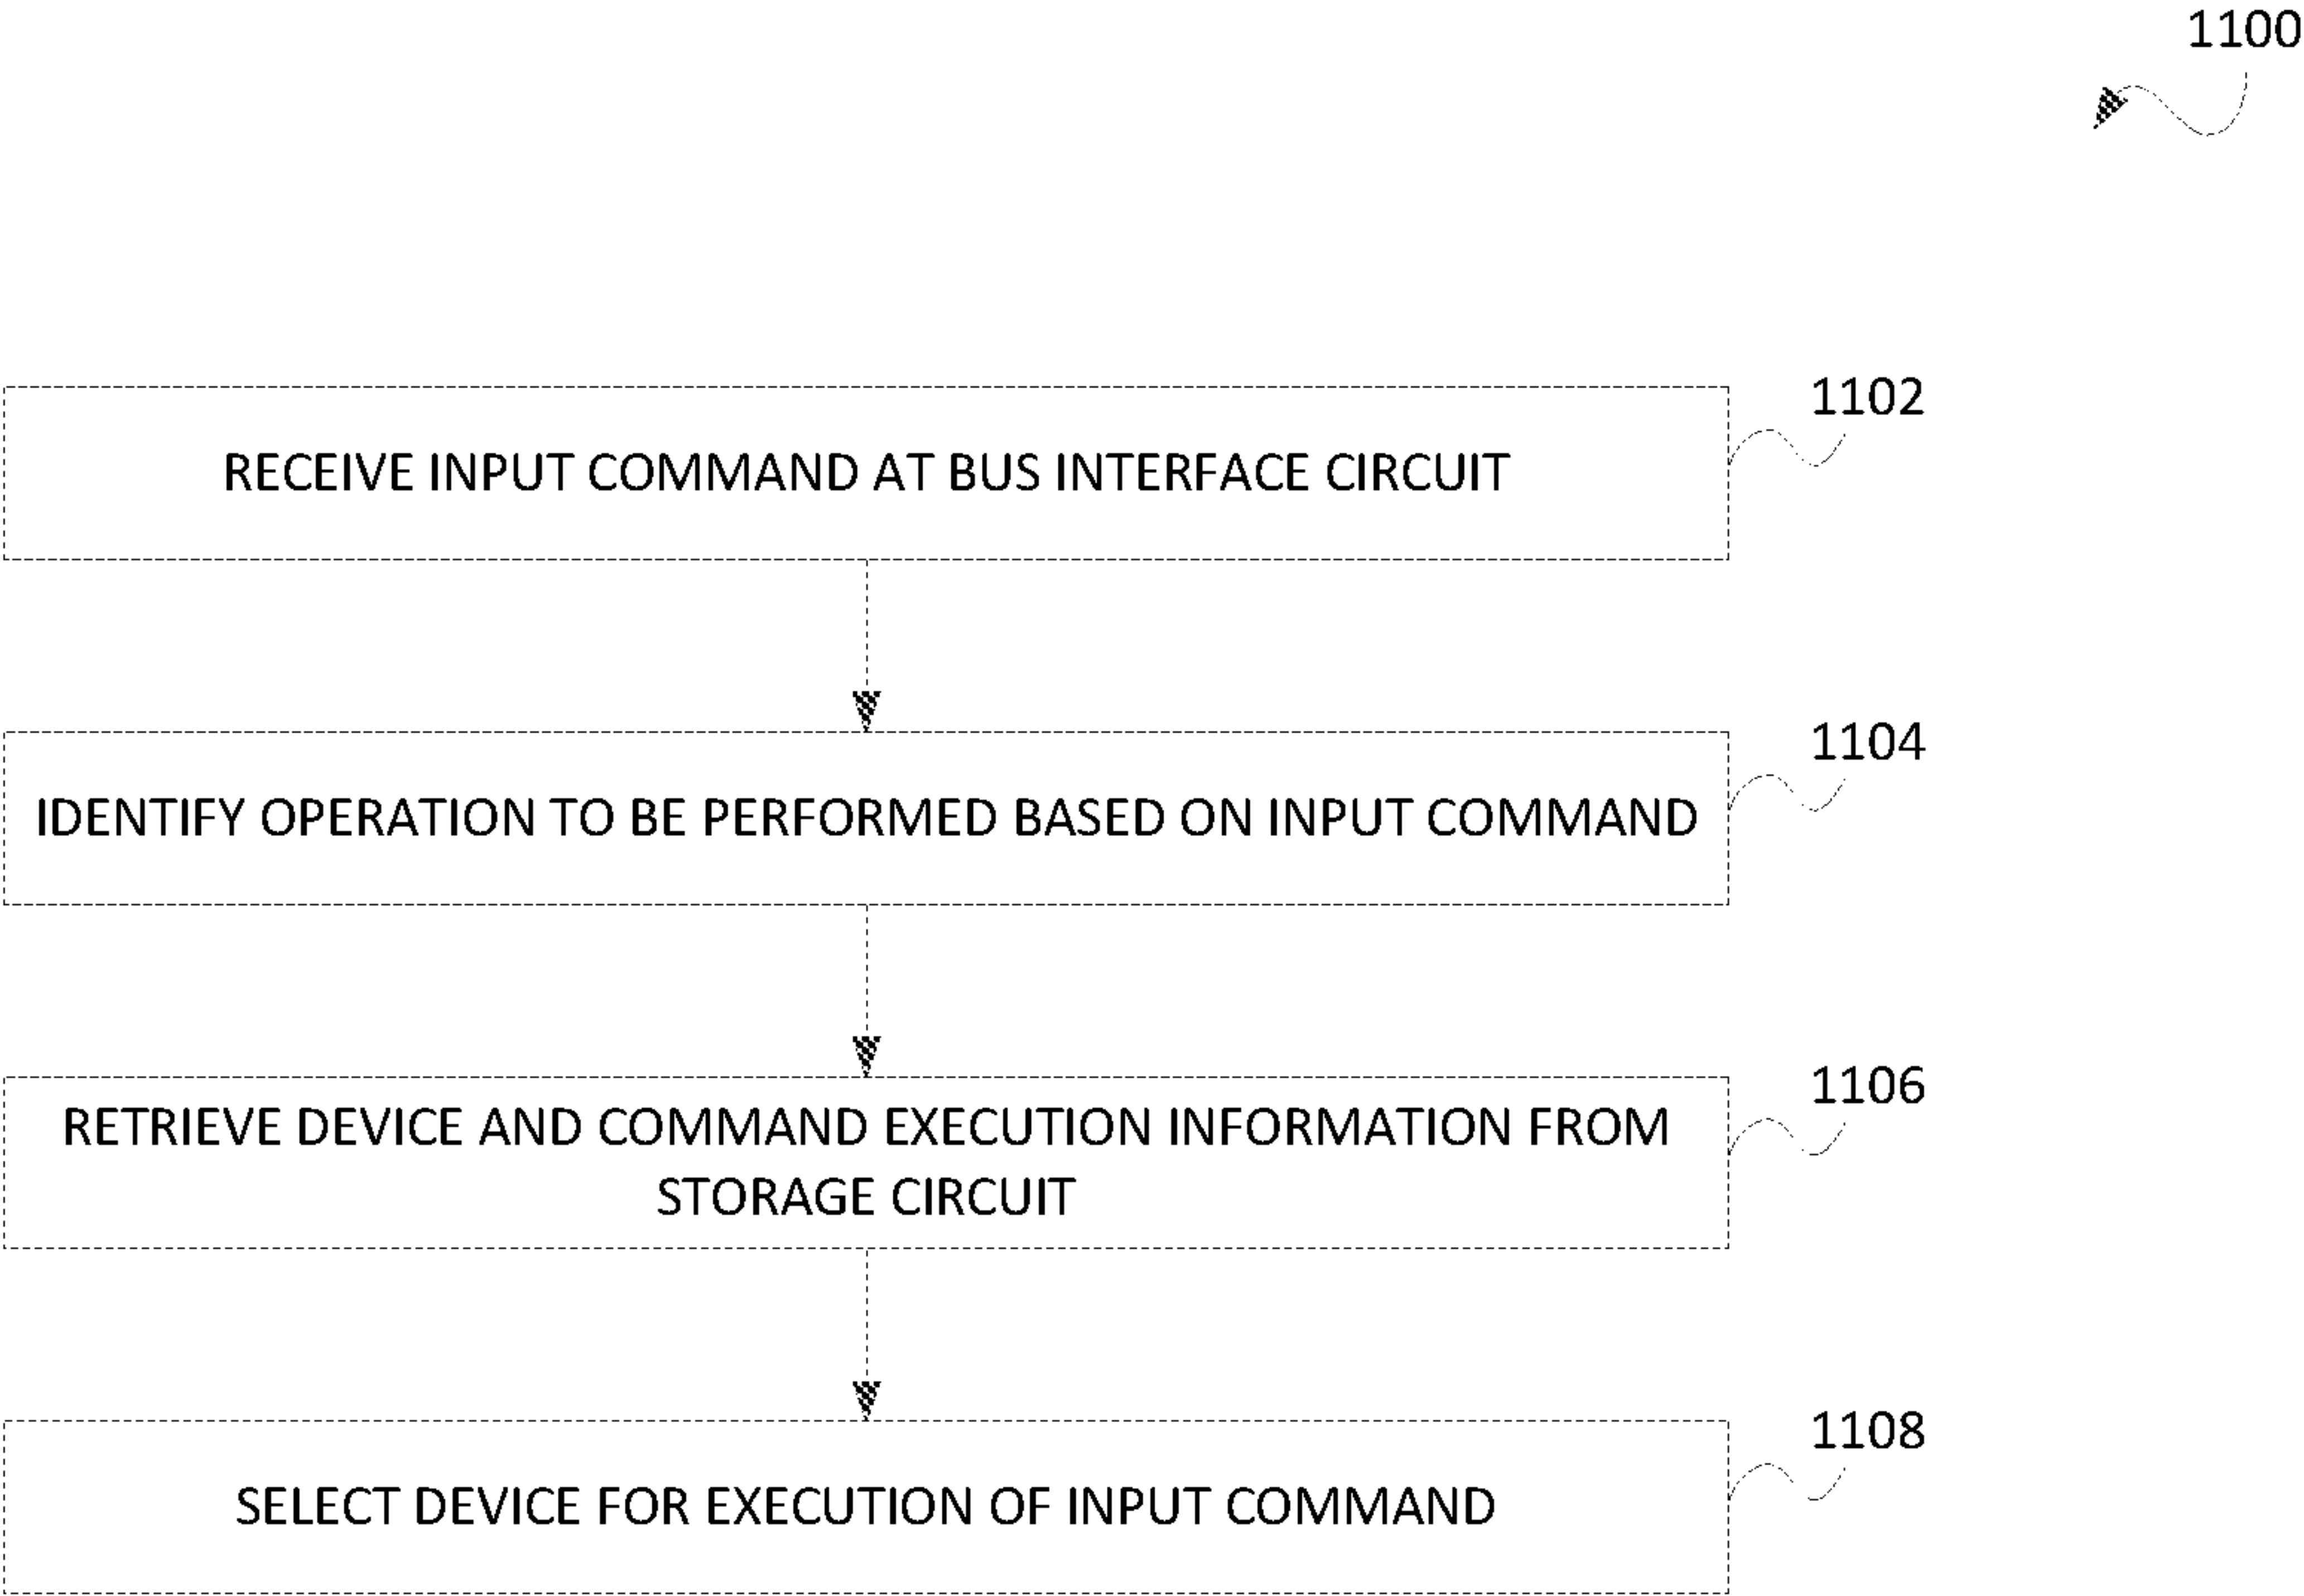 1100
1102
RECEIVE INPUT COMMAND AT BUS INTERFACE CIRCUIT
1104
IDENTIFY OPERATION TO BE PERFORMED BASED ON INPUT COMMAND
1106
RETRIEVE DEVICE AND COMMAND EXECUTION INFORMATION FROM
STORAGE CIRCUIT
1108
SELECT DEVICE FOR EXECUTION OF INPUT COMMAND